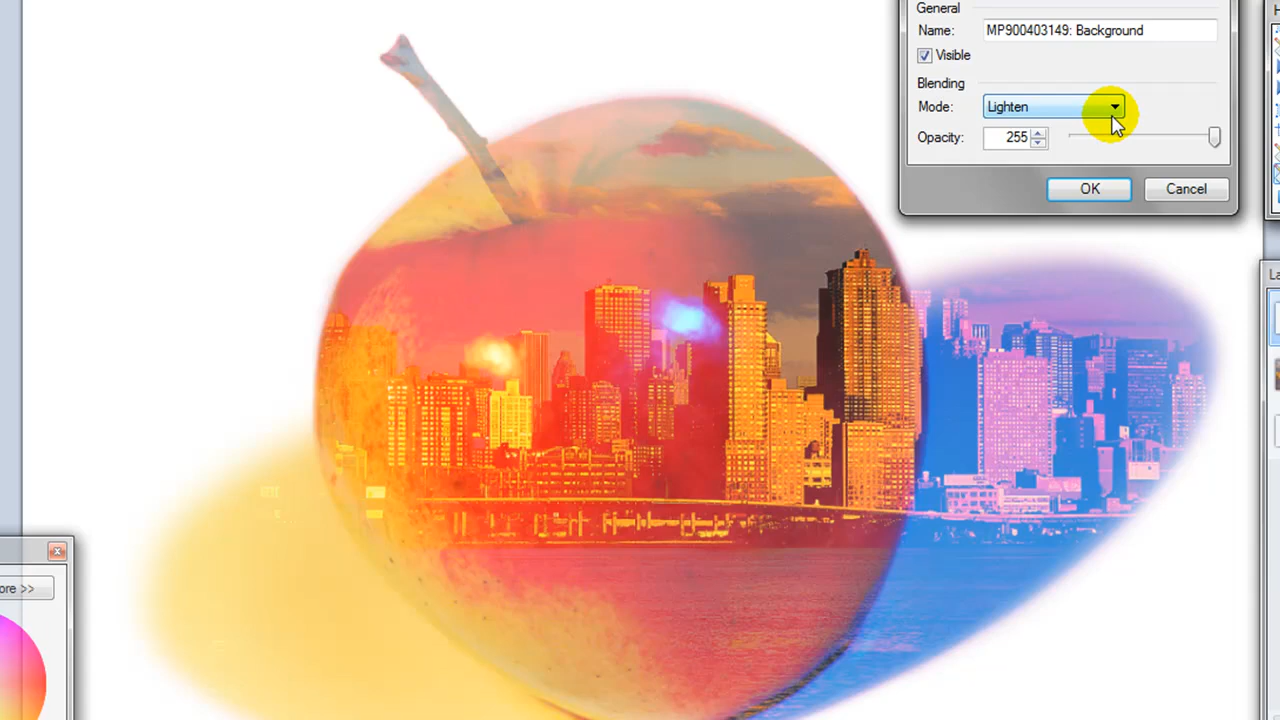 General
Name: MP900403149: Background
Visible
Blending
Mode: Lighten
Opacity: 255
OK Cancel
ore >>